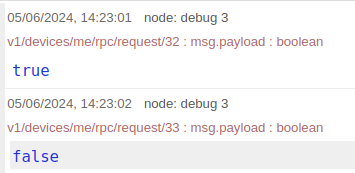 05/06/2024, 14:23:01 node: debug 3
v1/devices/me/rpc/request/32 : msg.payload : boolean
true
05/06/2024, 14:23:02 node: debug 3
v1/devices/me/rpc/request/33 : msg.payload : boolean
false